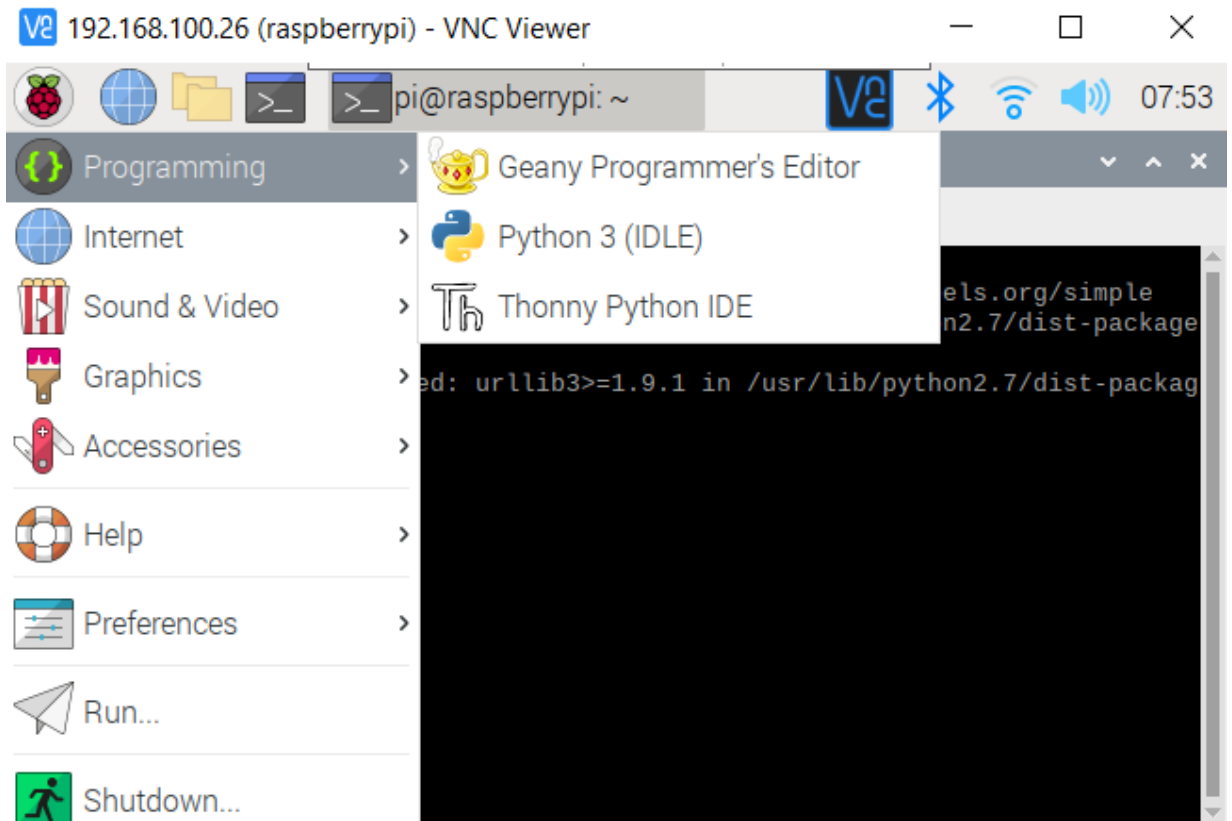 192.168.100.26 (raspberrypi) - VNC Viewer
pi@raspberrypi: ~
07:53
Programming
Geany Programmer's Editor
Internet
Python 3 (IDLE)
Sound & Video
Thonny Python IDE
els.org/simple
n2.7/dist-package
Graphics
ed: urllib3>=1.9.1 in /usr/lib/python2.7/dist-packag
Accessories
Help
Preferences
Run...
Shutdown...